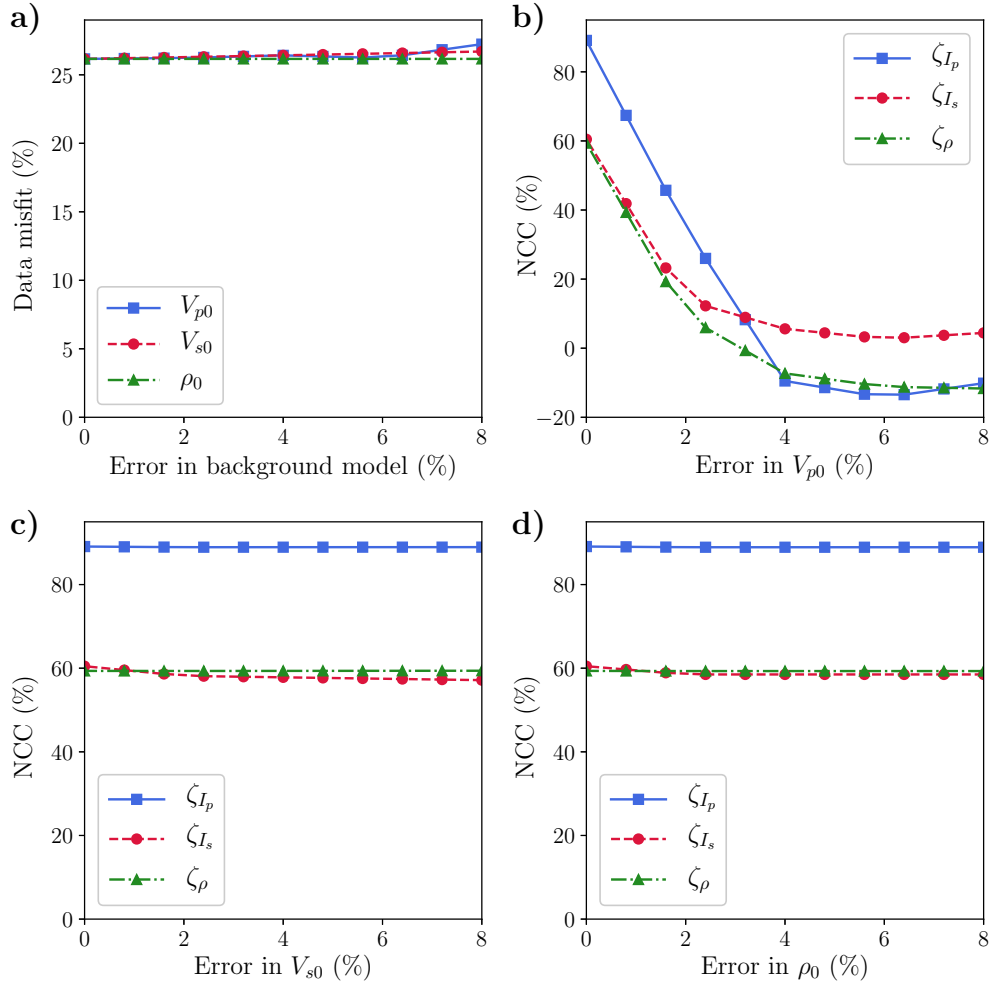 a)
25
20
15
10
5
0
Data misfit (%)
V_{p0}
V_{s0}
ρ_0
0 2 4 6 8
Error in background model (%)
b)
80
60
40
20
0
−20
NCC (%)
ζ_{I_p}
ζ_{I_s}
ζ_ρ
0 2 4 6 8
Error in V_{p0} (%)
c)
80
60
40
20
0
NCC (%)
ζ_{I_p}
ζ_{I_s}
ζ_ρ
0 2 4 6 8
Error in V_{s0} (%)
d)
80
60
40
20
0
NCC (%)
ζ_{I_p}
ζ_{I_s}
ζ_ρ
0 2 4 6 8
Error in ρ_0 (%)